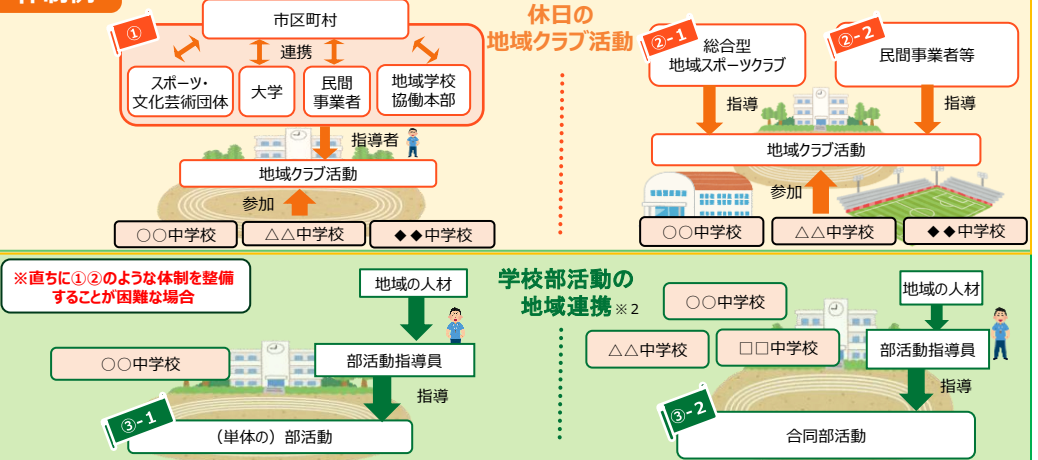 休日の
地域クラブ活動
①
市区町村
連携
スポーツ・
文化芸術団体
大学
民間
事業者
地域学校
協働本部
指導者
地域クラブ活動
参加
○○中学校
△△中学校
◆◆中学校
②-1
総合型
地域スポーツクラブ
②-2
民間事業者等
指導
指導
地域クラブ活動
参加
○○中学校
△△中学校
◆◆中学校
※直ちに①②のような体制を整備
することが困難な場合
学校部活動の
地域連携※2
地域の人材
○○中学校
部活動指導員
指導
③-1
（単体の）部活動
○○中学校
地域の人材
△△中学校
□□中学校
部活動指導員
指導
③-2
合同部活動